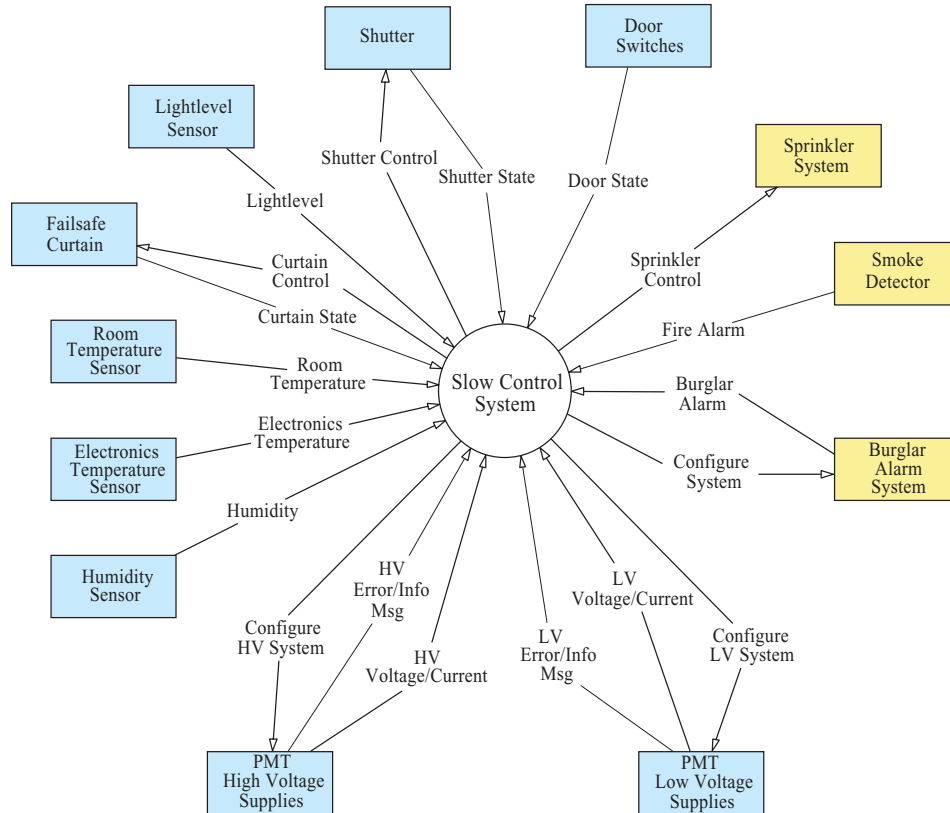 Shutter
Door
Switches
Lightlevel
Sensor
Sprinkler
System
Shutter Control
Shutter State
Door State
Lightlevel
Failsafe
Curtain
Curtain
Control
Sprinkler
Control
Smoke
Detector
Curtain State
Fire Alarm
Room
Temperature
Sensor
Room
Temperature
Slow Control
System
Burglar
Alarm
Electronics
Temperature
Sensor
Electronics
Temperature
Configure
System
Burglar
Alarm
System
Humidity
Humidity
Sensor
HV
Error/Info
Msg
LV
Voltage/Current
Configure
HV System
HV
Voltage/Current
LV
Error/Info
Msg
Configure
LV System
PMT
High Voltage
Supplies
PMT
Low Voltage
Supplies